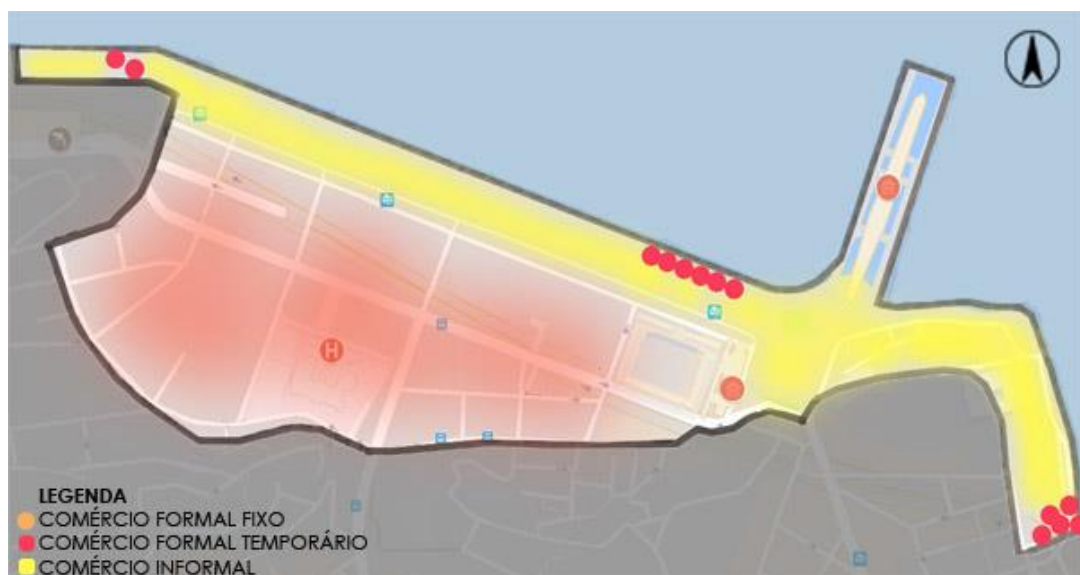 H
LEGENDA
COMÉRCIO FORMAL FIXO
COMÉRCIO FORMAL TEMPORÁRIO
COMÉRCIO INFORMAL